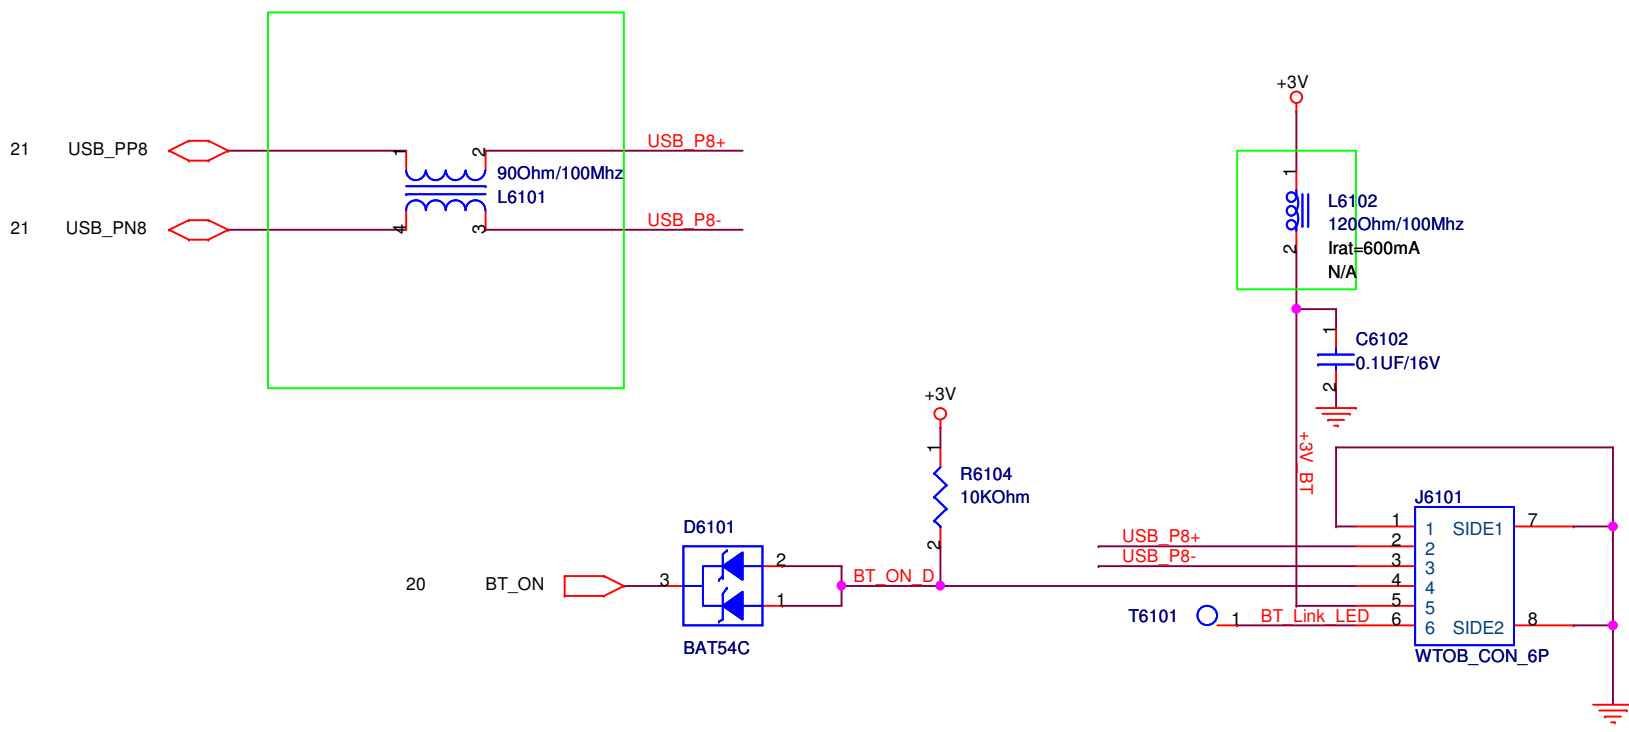 21 USB_PP8
1
2
USB_P8+
90Ohm/100Mhz
L6101
21 USB_PN8
4
3
USB_P8-
+3V
1
L6102
120Ohm/100Mhz
Irat=600mA
N/A
2
1
C6102
0.1UF/16V
2
+3V_BT
+3V
1
R6104
10KOhm
2
D6101
20 BT_ON
3
2
1
BAT54C
BT_ON_D
USB_P8+
USB_P8-
T6101
1
BT_Link_LED
J6101
1 1 SIDE1 7
2 2
3 3
4 4
5 5
6 6 SIDE2 8
WTOB_CON_6P